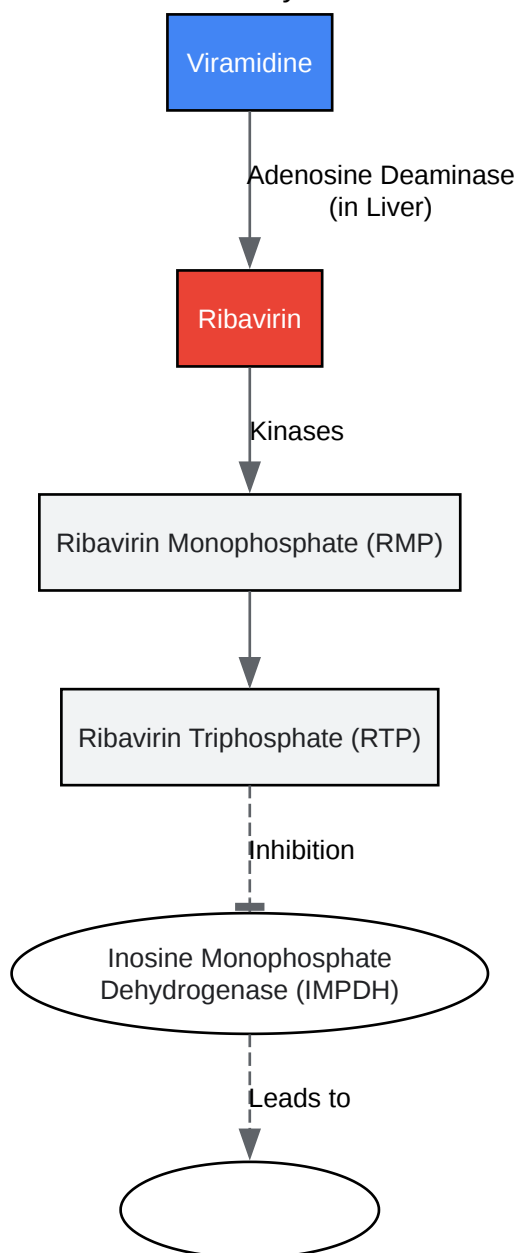 Viramidine
Adenosine Deaminase
(in Liver)
Ribavirin
Kinases
Ribavirin Monophosphate (RMP)
Ribavirin Triphosphate (RTP)
Inhibition
Inosine Monophosphate
Dehydrogenase (IMPDH)
Leads to